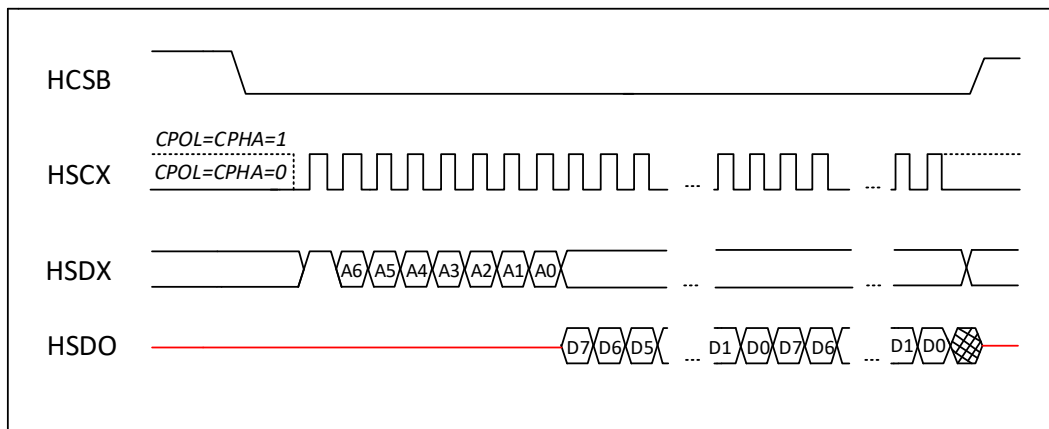 HCSB
CPOL=CPHA=1
CPOL=CPHA=0
HSCX
... ...
HSDX
A6 A5 A4 A3 A2 A1 A0
... ...
HSDO
D7 D6 D5 ... D1 D0 D7 D6 ... D1 D0